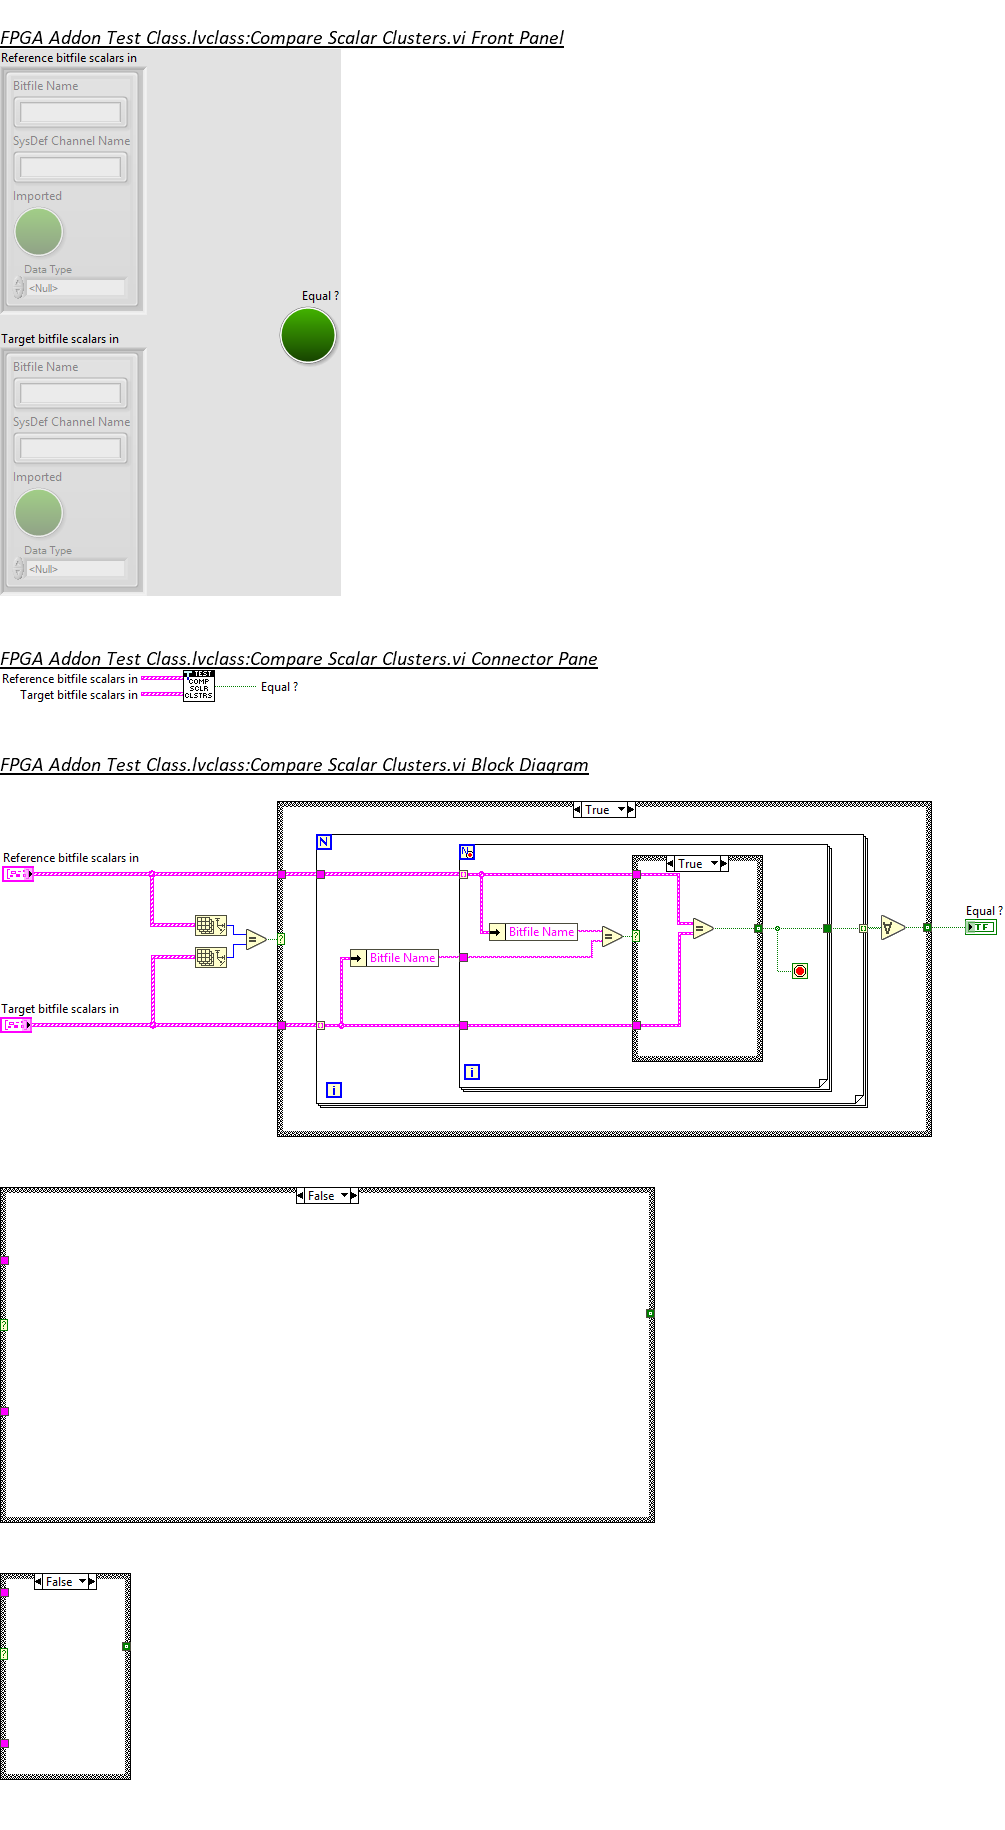 FPGA Addon Test Class.lvclass:Compare Scalar Clusters.vi Front Panel
Reference bitfile scalars in
Bitfile Name
SysDef Channel Name
Imported
Data Type
<Null>
Equal ?
Target bitfile scalars in
Bitfile Name
SysDef Channel Name
Imported
Data Type
<Null>
FPGA Addon Test Class.lvclass:Compare Scalar Clusters.vi Connector Pane
Reference bitfile scalars in
Target bitfile scalars in
TEST
COMP
SCLR
CLSTRS
Equal ?
FPGA Addon Test Class.lvclass:Compare Scalar Clusters.vi Block Diagram
True
N
Reference bitfile scalars in
N
True
Equal ?
TF
Bitfile Name
=
=
=
?
?
∀
Bitfile Name
Target bitfile scalars in
i
i
False
?
False
?